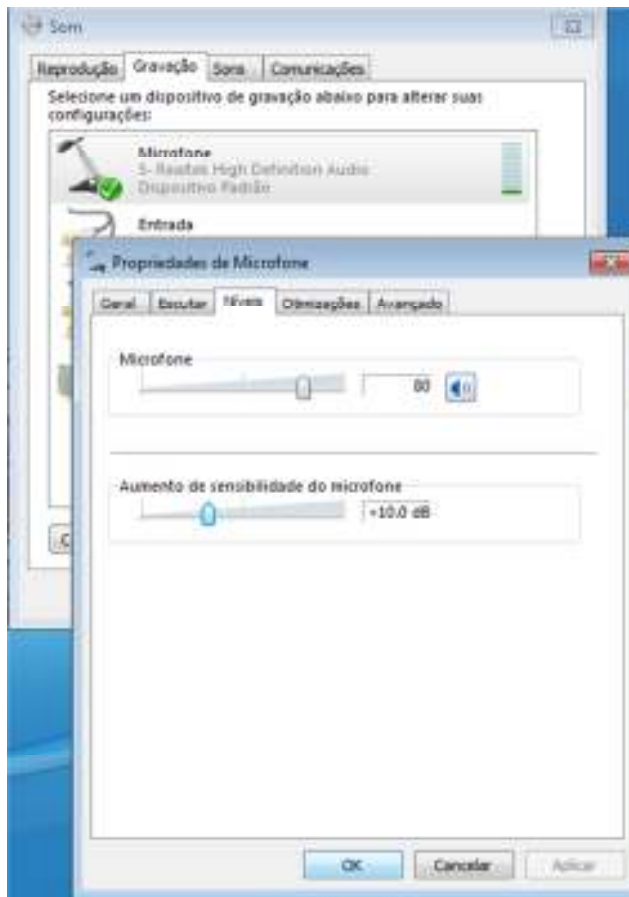 Som
Reprodução Gravação Sons Comunicações
Selecione um dispositivo de gravação abaixo para alterar suas
configurações:
Microfone
5- Realtek High Definition Audio
Dispositivo Padrão
Entrada
Propriedades de Microfone
Geral Escutar Níveis Otimizações Avançado
Microfone
80
Aumento de sensibilidade do microfone
+10.0 dB
C
OK Cancelar Aplicar